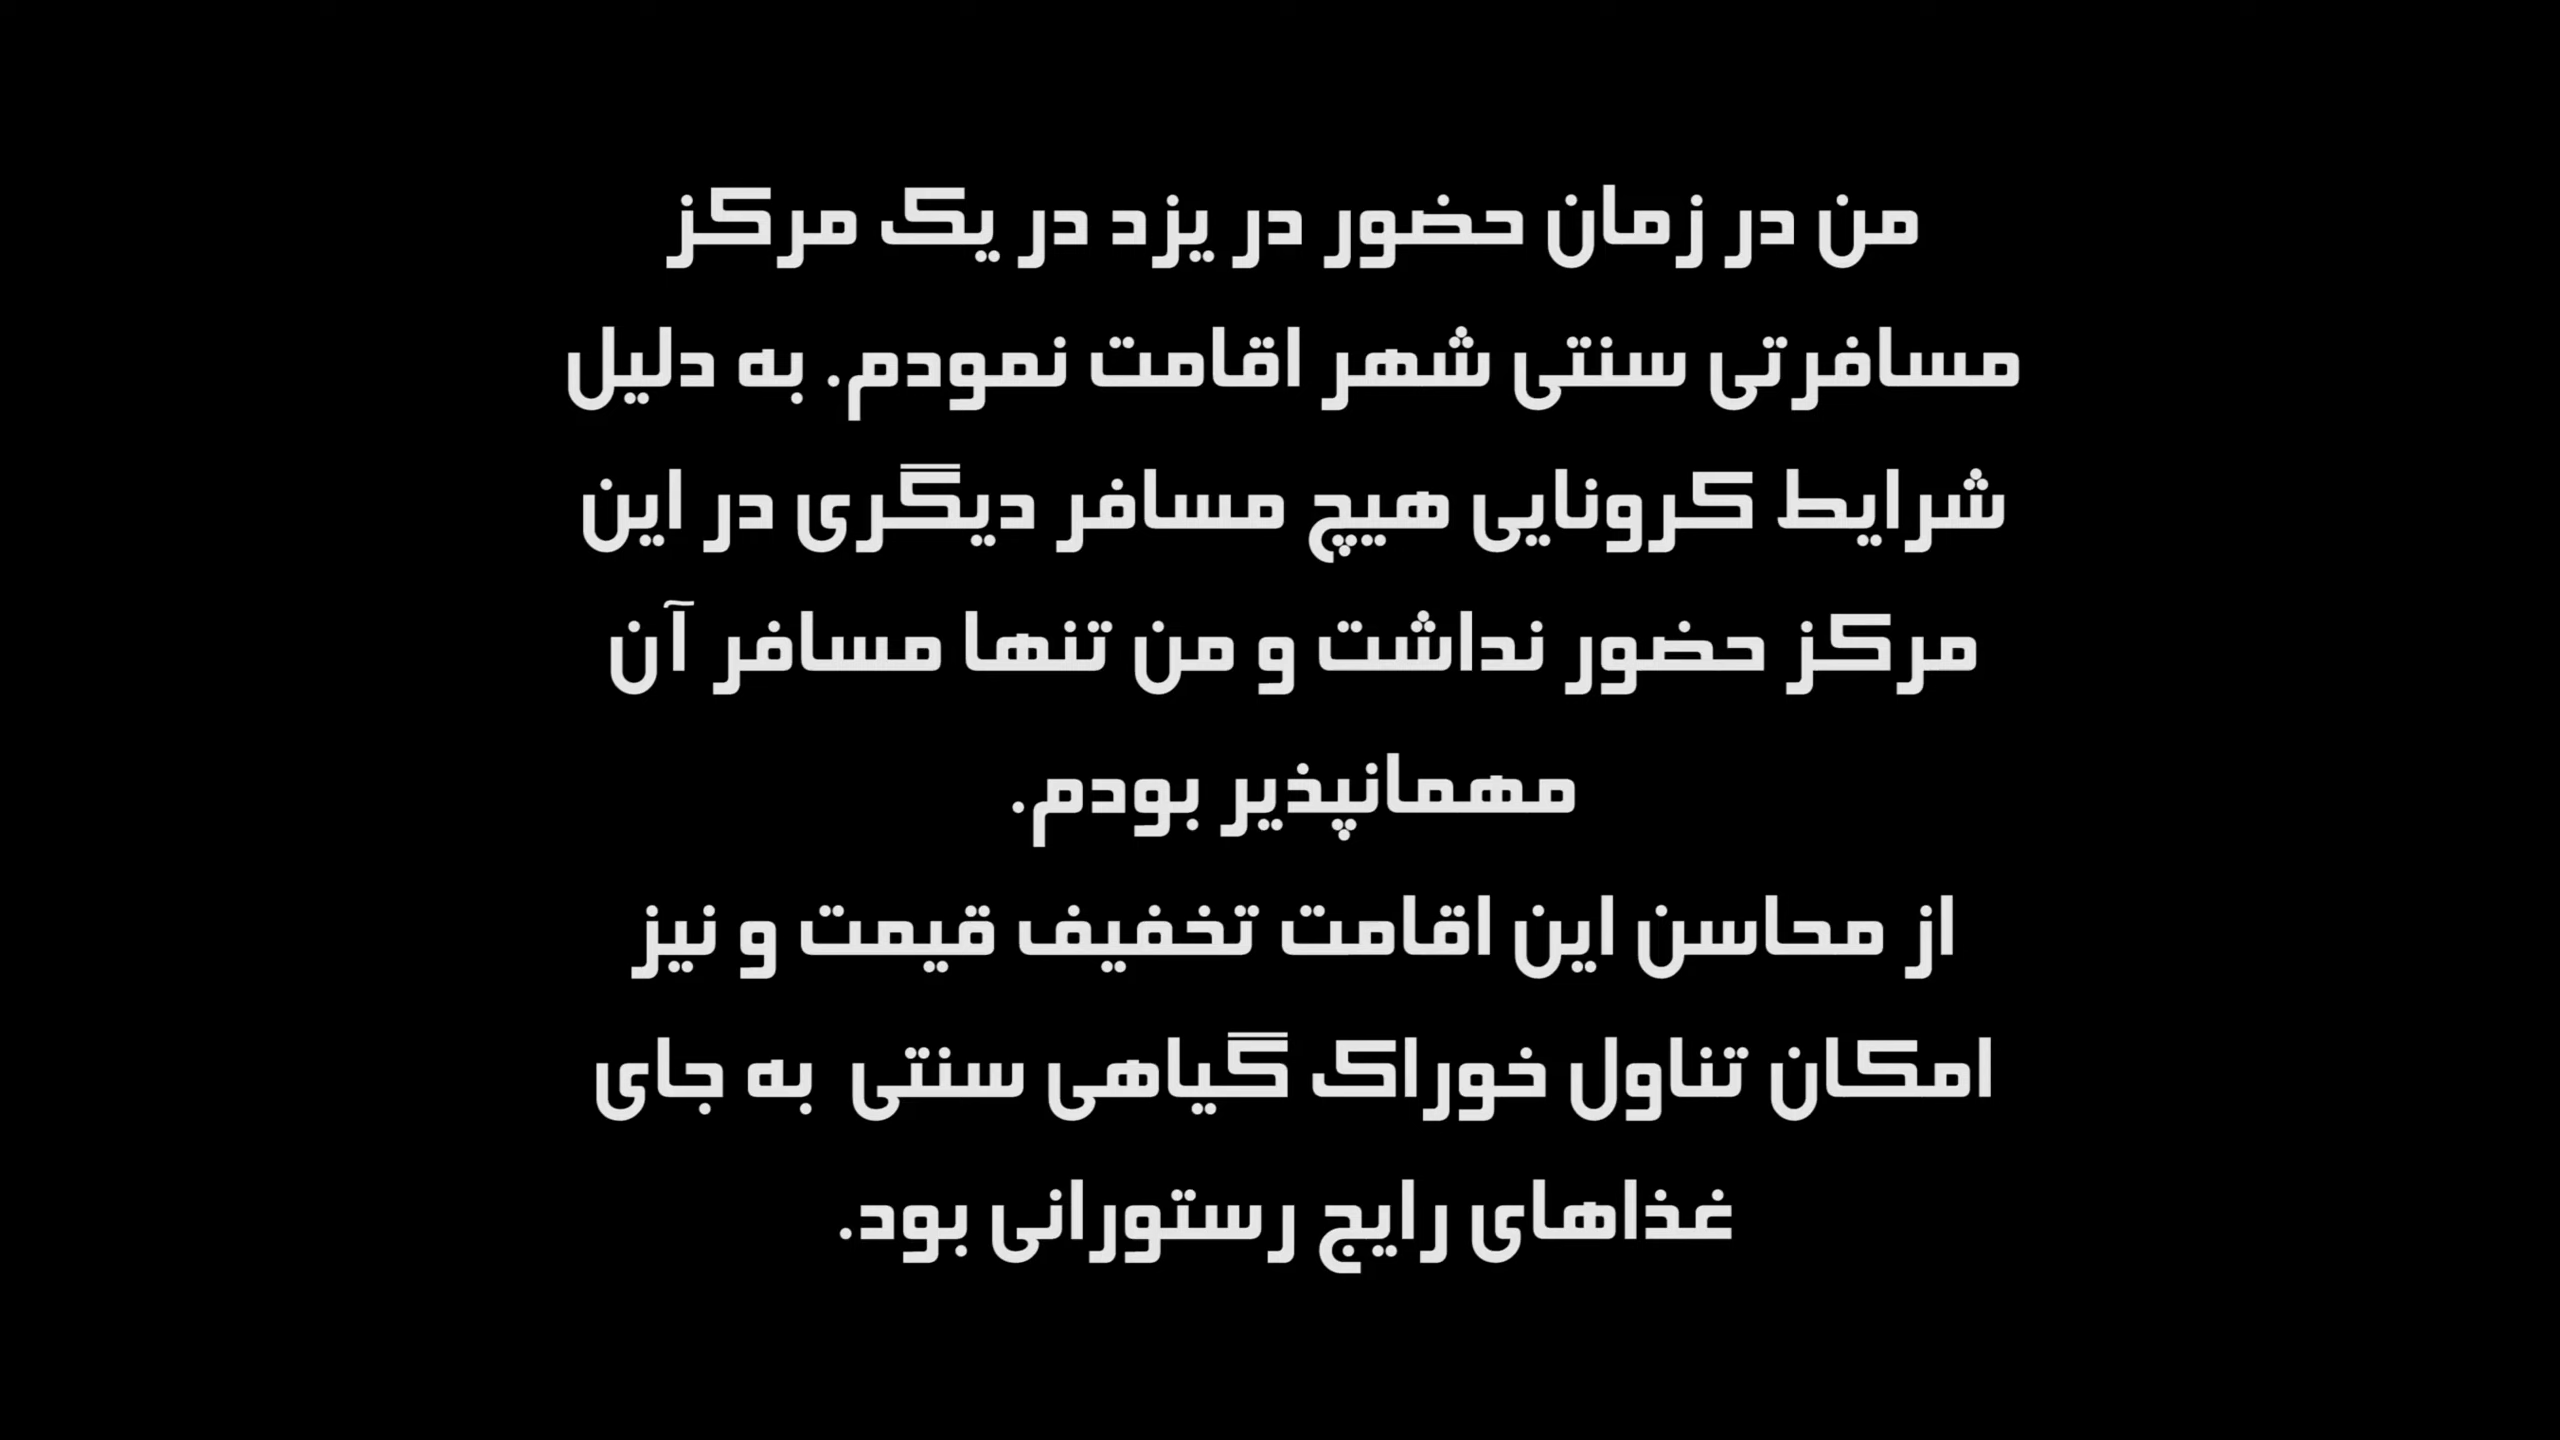 من در زمان حضور در یزد در یک مرکز
مسافرتی سنتی شهر اقامت نمودم. به دلیل
شرایط کرونایی هیچ مسافر دیگری در این
مرکز حضور نداشت و من تنها مسافر آن
مهمانپذیر بودم.
از محاسن این اقامت تخفیف قیمت و نیز
امکان تناول خوراک گیاهی سنتی به جای
غذاهای رایج رستورانی بود.